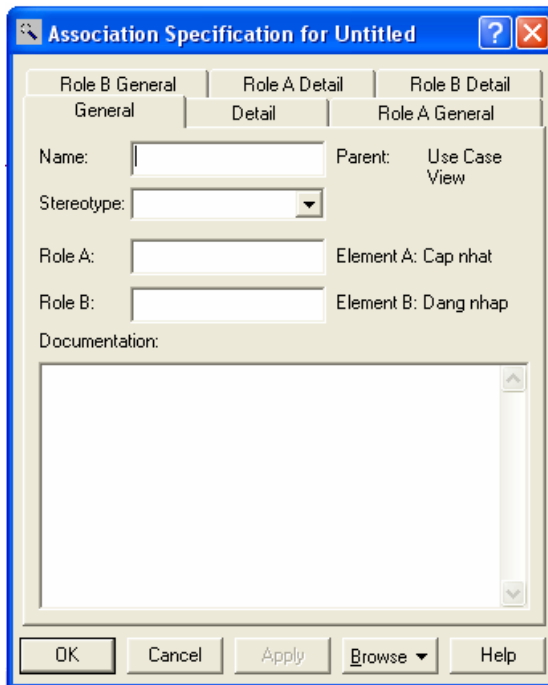 Association Specification for Untitled
Role B General Role A Detail Role B Detail
General Detail Role A General
Name: Parent: Use Case
View
Stereotype:
Role A: Element A: Cap nhat
Role B: Element B: Dang nhap
Documentation:
OK Cancel Apply Browse Help